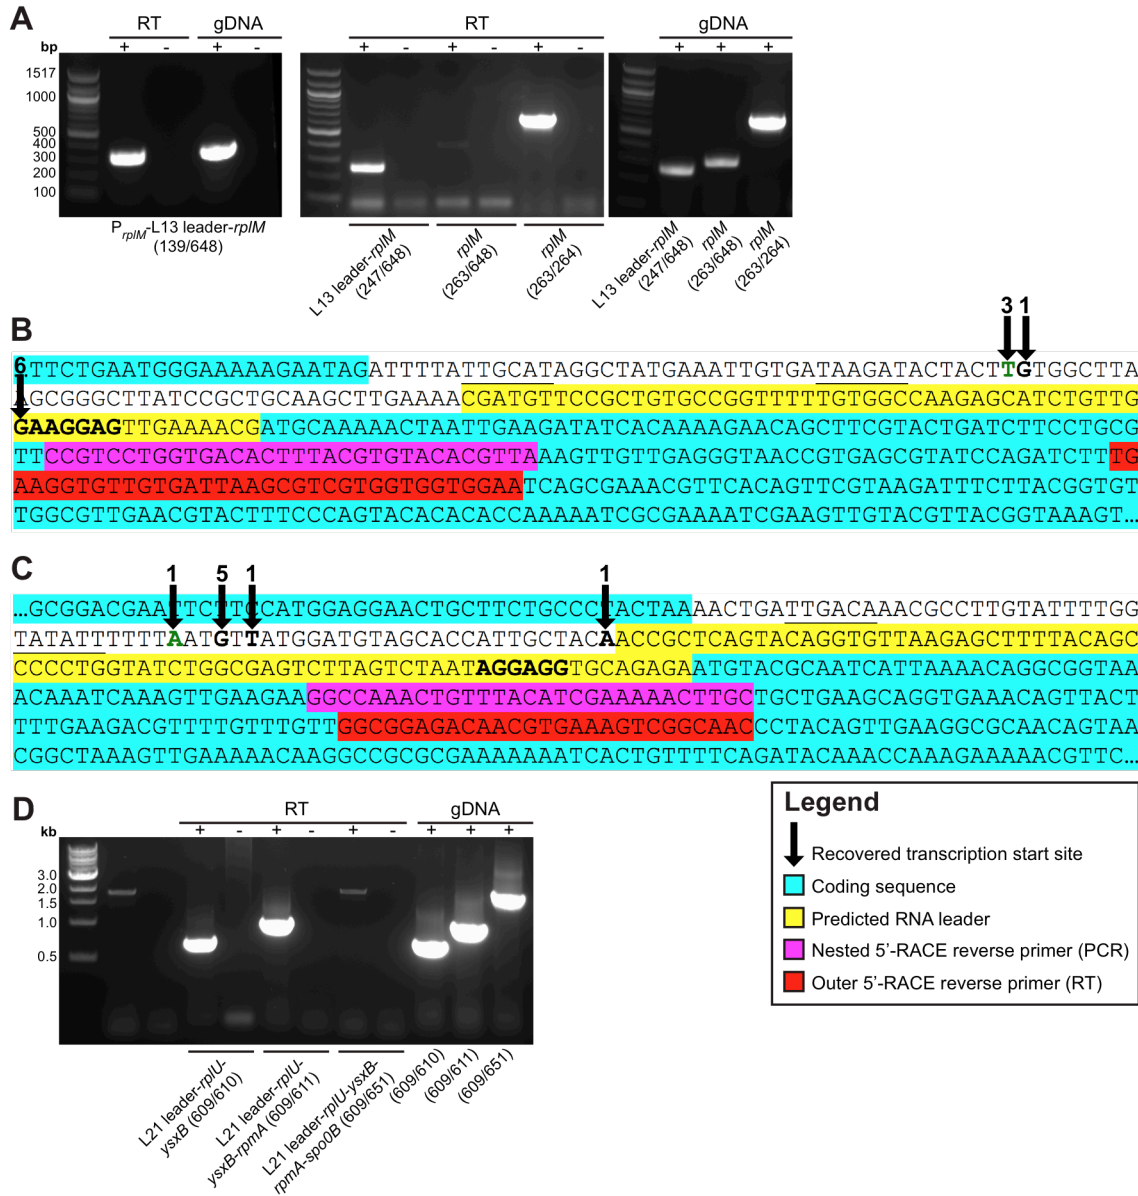 A
RT
gDNA
RT
gDNA
bp
+
-
+
-
+
-
+
-
+
-
+
+
+
1517
1000
500
400
300
200
100
PrplM-L13 leader-rplM
(139/648)
L13 leader-rplM
(247/648)
rplM
(263/648)
rplM
(263/264)
L13 leader-rplM
(247/648)
rplM
(263/648)
rplM
(263/264)
B
3
1
6
...TTCTGAATGGGAAAAAGAATAGATTTTATTGCATAGGCTATGAAATTGTGATAAGATACTACTTGTGGCTTA
AGCGGGCTTATCCGCTGCAAGCTTGAAAACGATGTTCCGCTGTGCGGTTTTTGTGGCCAAGAGCATCTGTTG
GAAGGAGTTGAAAACGATGCAAAAACTAATTGAAGATATCACAAAAGAACAGCTTCGTACTGATCTTCCTGCG
TTCCGTCCTGGTGACACTTTACGTGTACACGTTAAAGTTGTTGAGGGTAACCGTGAGCGTATCCAGATCTTTG
AAGGTGTTGTGATTAAGCGTCGTGGTGGTGGAATCAGCGAAACGTTCACAGTTCGTAAGATTTCTTACGGTGT
TGGCGTTGAACGTACTTTCCCAGTACACACACCAAAAATCGCGAAAATCGAAGTTGTACGTTACGGTAAAGT...
C
1
5
1
1
...GCGGACGAATTCTTCCATGGAGGAACTGCTTCTGCCCTACTAAAACTGATTGACAAACGCCTTGTATTTTGG
TATATTTTTTAAATGTTATGGATGTAGCACCATTGCTACAACCGCTCAGTACAGGTGTTAAGAGCTTTTACAGC
CCCCTGGTATCTGGCGAGTCTTAGTCTAATAGGAGGTGCAGAGAATGTACGCAATCATTAAAACAGGCGGTAA
ACAAATCAAAGTTGAAGAAGGCCAAACTGTTTACATCGAAAAACTTGCTGCTGAAGCAGGTGAAACAGTTACT
TTTGAAGACGTTTTGTTTGTTGGCGGAGACAACGTGAAAGTCGGCAACCCTACAGTTGAAGGCGCAACAGTAA
CGGCTAAAGTTGAAAAACAAGGCCGCGCGAAAAAAATCACTGTTTTCAGATACAAACCAAAGAAAAACGTTC...
D
RT
gDNA
kb
+
-
+
-
+
-
+
+
+
3.0
2.0
1.5
1.0
0.5
L21 leader-rplU-
ysxB (609/610)
L21 leader-rplU-
ysxB-rpmA (609/611)
L21 leader-rplU-ysxB-
rpmA-spo0B (609/651)
(609/610)
(609/611)
(609/651)
Legend
Recovered transcription start site
Coding sequence
Predicted RNA leader
Nested 5'-RACE reverse primer (PCR)
Outer 5'-RACE reverse primer (RT)